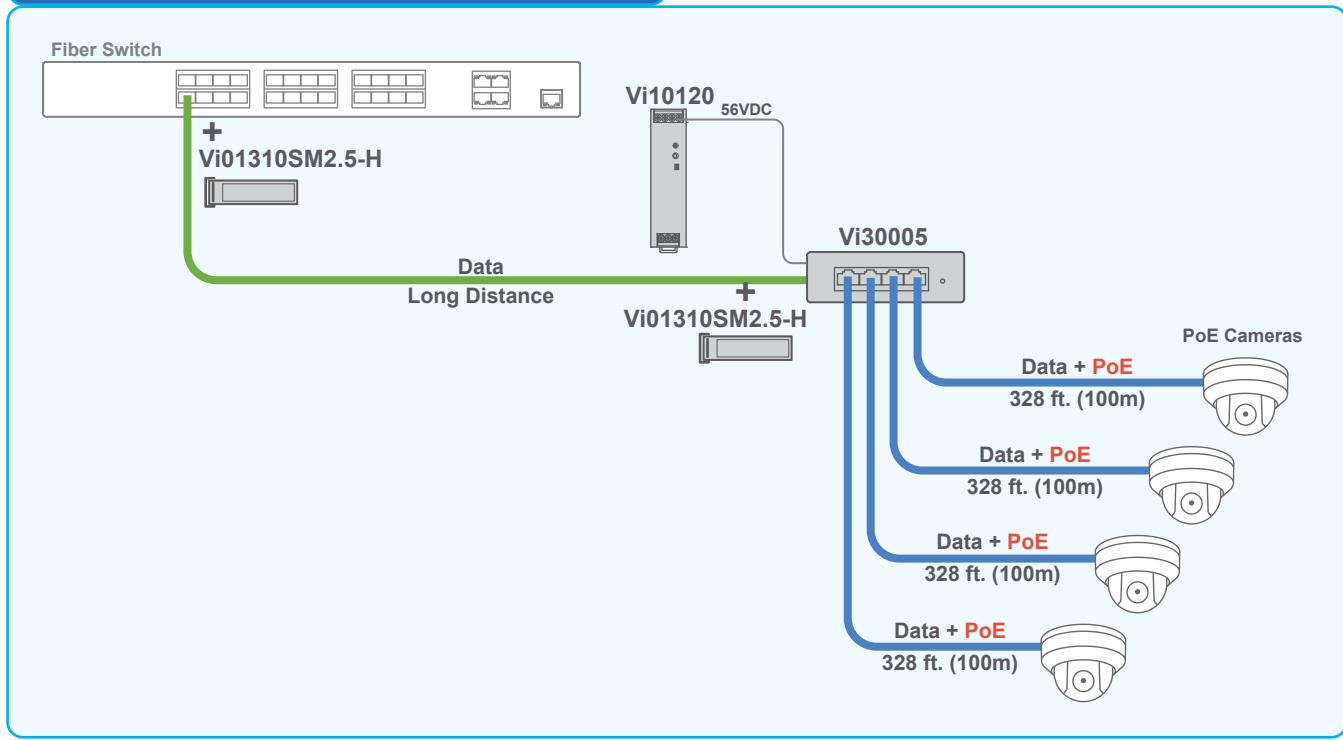 Fiber Switch
+
Vi01310SM2.5-H
Vi10120
56VDC
Vi30005
Data
Long Distance
+
Vi01310SM2.5-H
PoE Cameras
Data + PoE
328 ft. (100m)
Data + PoE
328 ft. (100m)
Data + PoE
328 ft. (100m)
Data + PoE
328 ft. (100m)